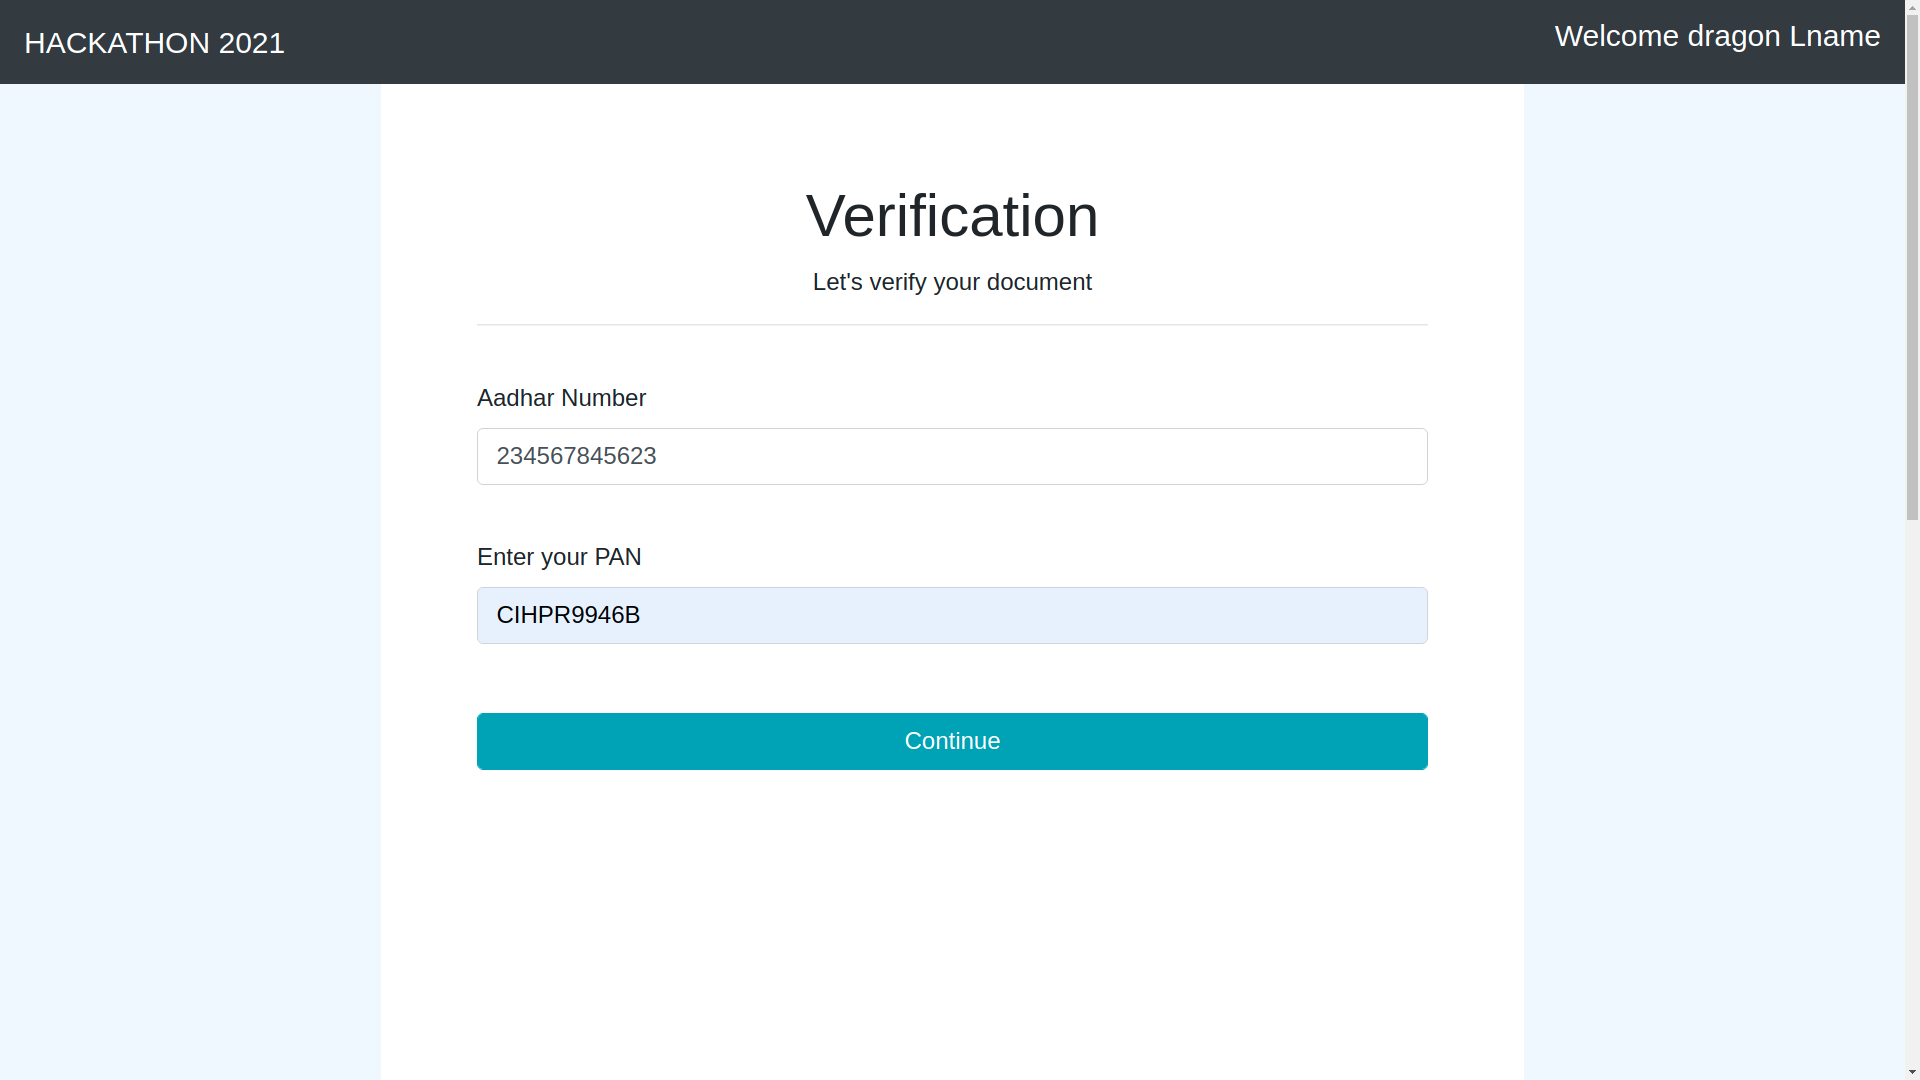 HACKATHON 2021
Welcome dragon Lname
Verification
Let's verify your document
Aadhar Number
234567845623
Enter your PAN
CIHPR9946B
Continue